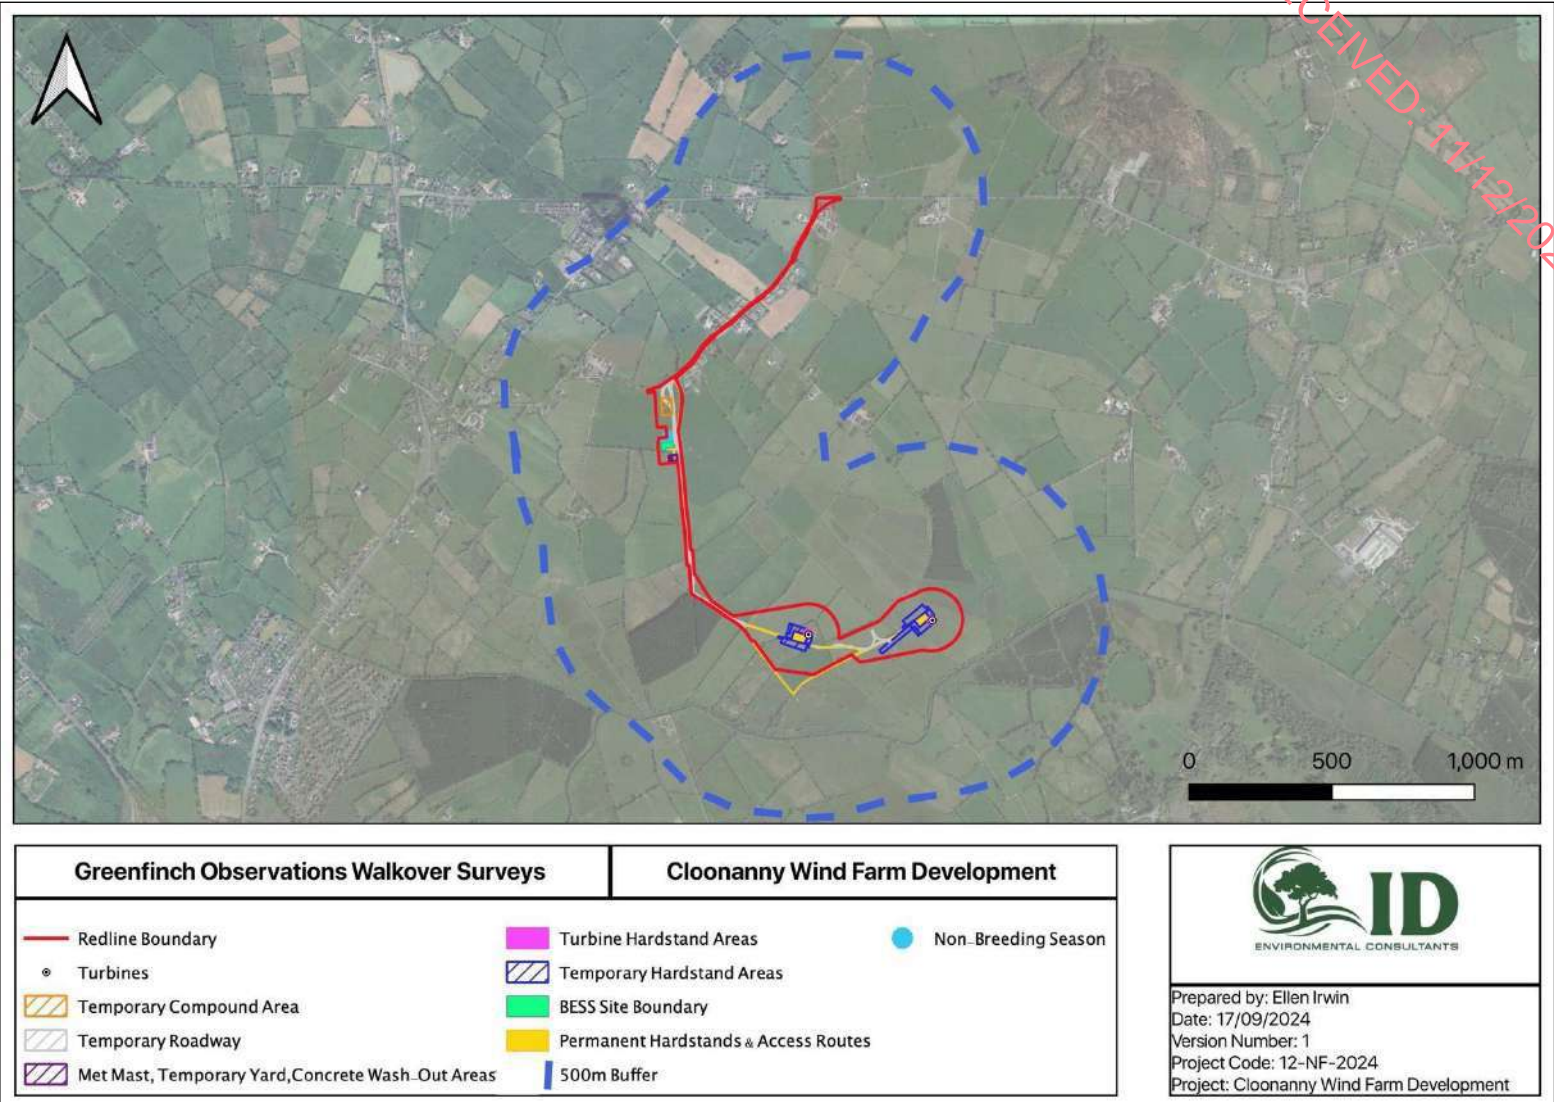 CEIVED: 11/12/202
0 500 1,000 m
Greenfinch Observations Walkover Surveys
Cloonanny Wind Farm Development
Redline Boundary
Turbines
Temporary Compound Area
Temporary Roadway
Met Mast, Temporary Yard,Concrete Wash-Out Areas
Turbine Hardstand Areas
Temporary Hardstand Areas
BESS Site Boundary
Permanent Hardstands & Access Routes
500m Buffer
Non-Breeding Season
ID
ENVIRONMENTAL CONSULTANTS
Prepared by: Ellen Irwin
Date: 17/09/2024
Version Number: 1
Project Code: 12-NF-2024
Project: Cloonanny Wind Farm Development